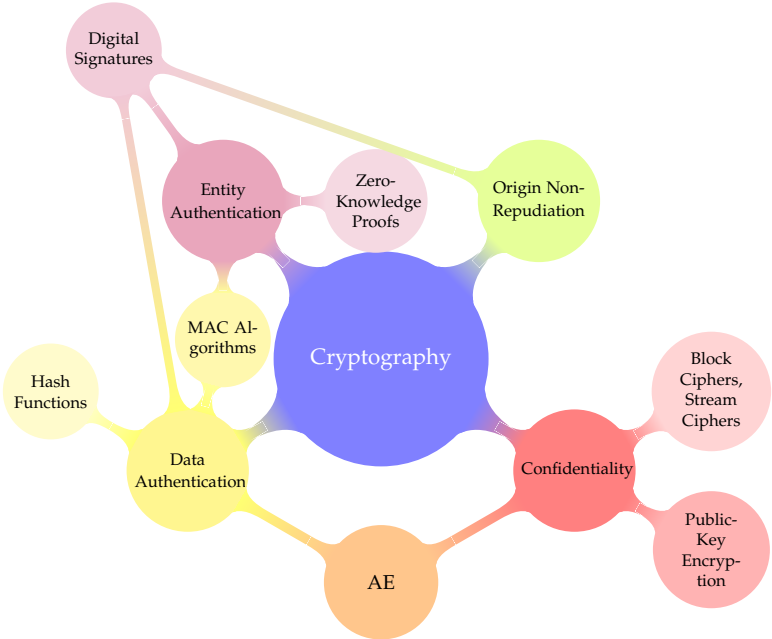 Digital
Signatures
Entity
Authentication
Zero-
Knowledge
Proofs
Origin Non-
Repudiation
MAC Al-
gorithms
Cryptography
Hash
Functions
Block
Ciphers,
Stream
Ciphers
Data
Authentication
Confidentiality
Public-
Key
Encryp-
tion
AE